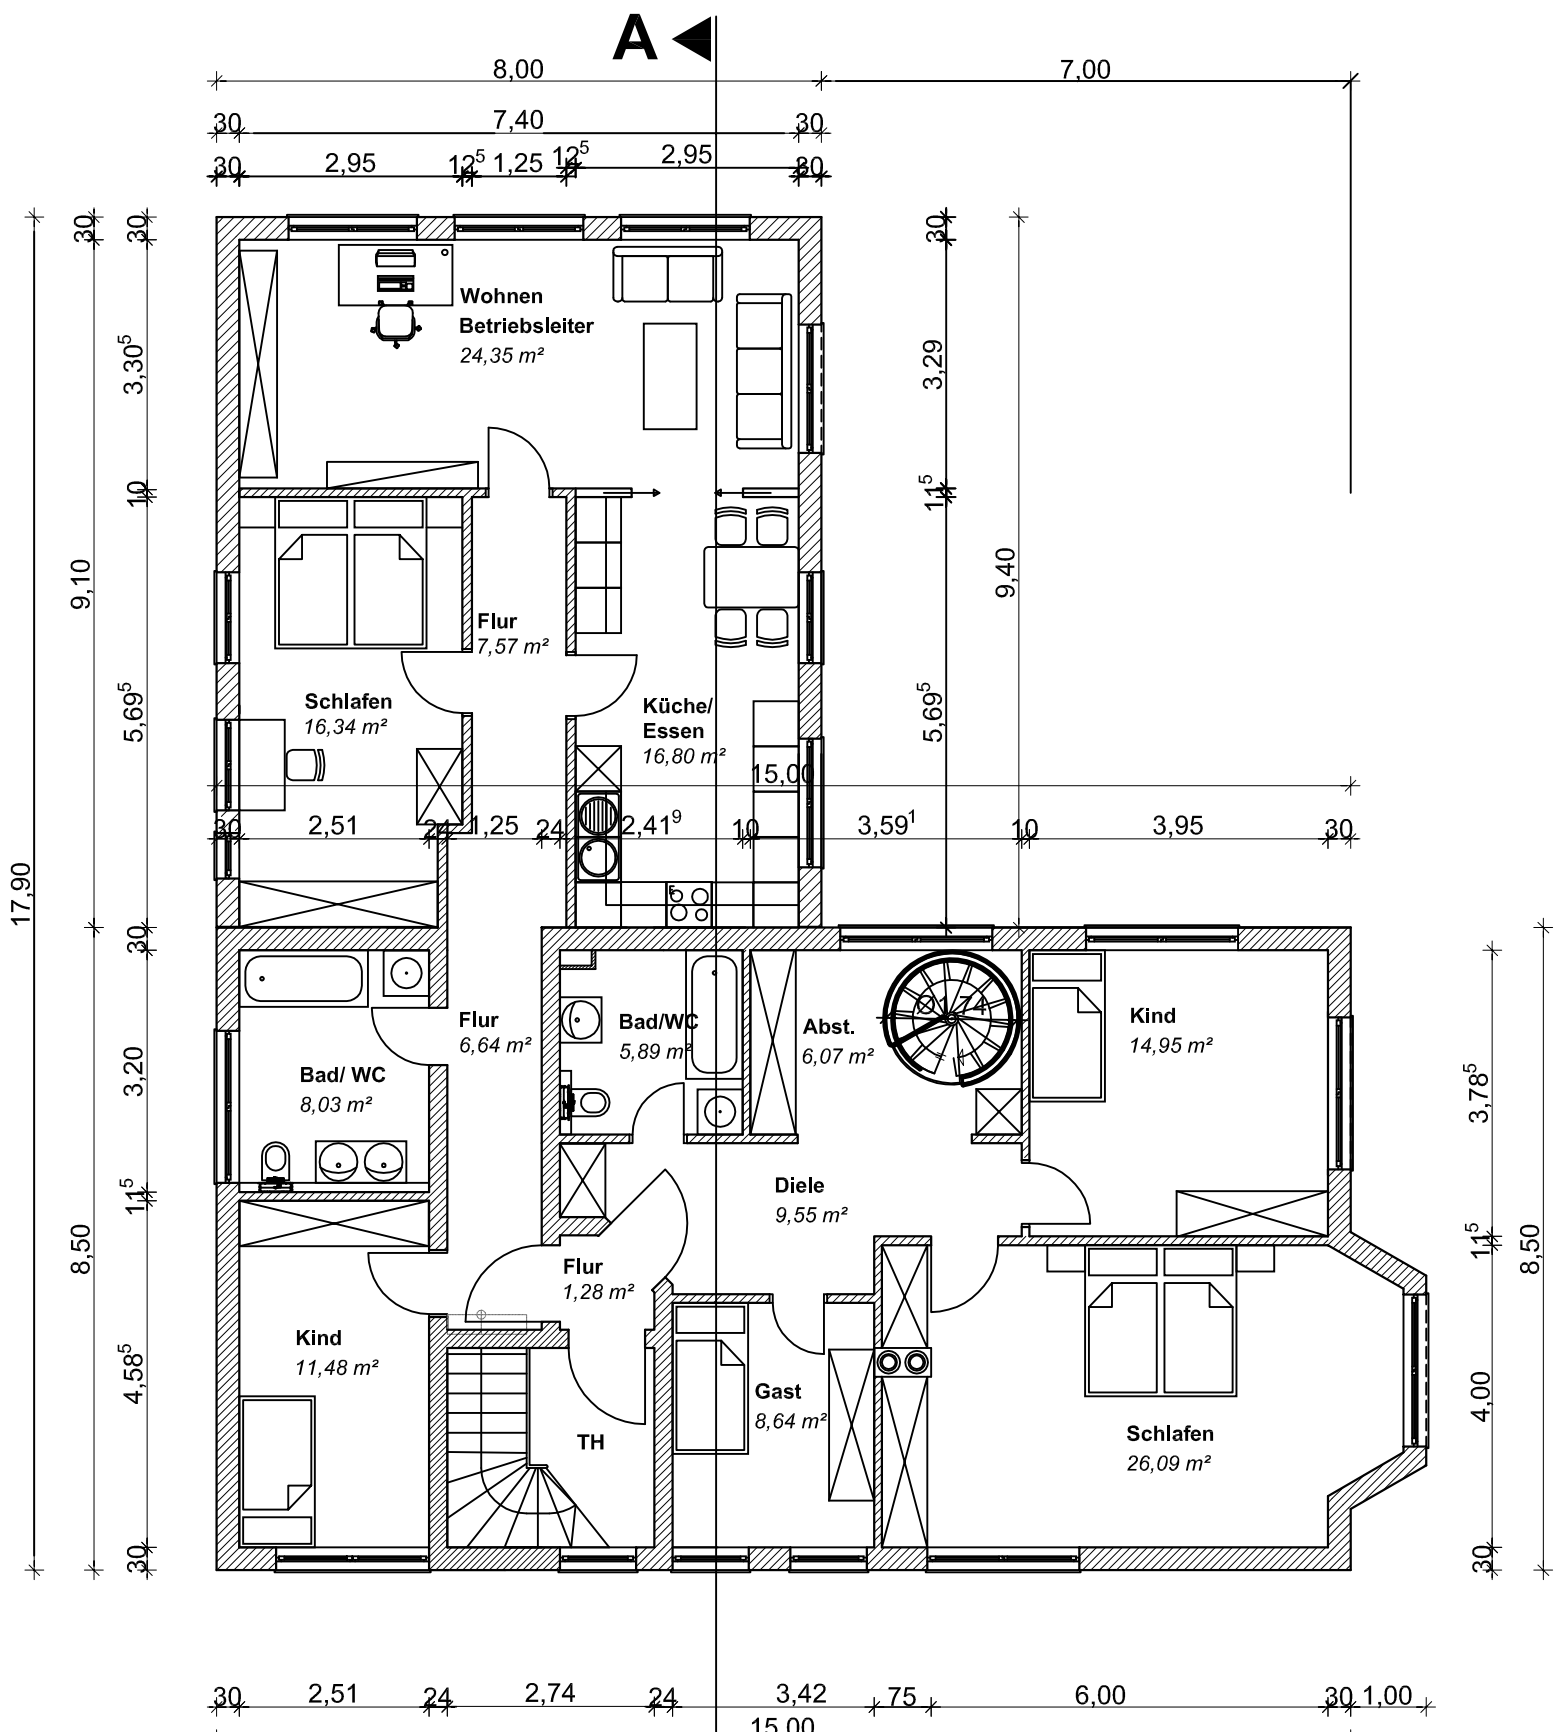 A
8,00
7,00
30
7,40
30
30
2,95
12⁵
1,25
12⁵
2,95
30
30
30
30
Wohnen
Betriebsleiter
24,35 m²
3,30⁵
3,29
10
11⁵
9,10
9,40
Flur
7,57 m²
Schlafen
16,34 m²
5,69⁵
5,69⁵
Küche/
Essen
16,80 m²
15,00
30
2,51
24
1,25
24
2,41⁹
10
3,59¹
10
3,95
30
17,90
E
30
Flur
6,64 m²
Bad/WC
5,89 m²
Abst.
6,07 m²
Ø1,74
Kind
14,95 m²
3,20
3,78⁵
Bad/ WC
8,03 m²
11⁵
Diele
9,55 m²
8,50
11⁵
8,50
Flur
1,28 m²
Kind
11,48 m²
4,58⁵
4,00
Gast
8,64 m²
TH
Schlafen
26,09 m²
30
30
30
2,51
24
2,74
24
3,42
75
6,00
30
1,00
15,00